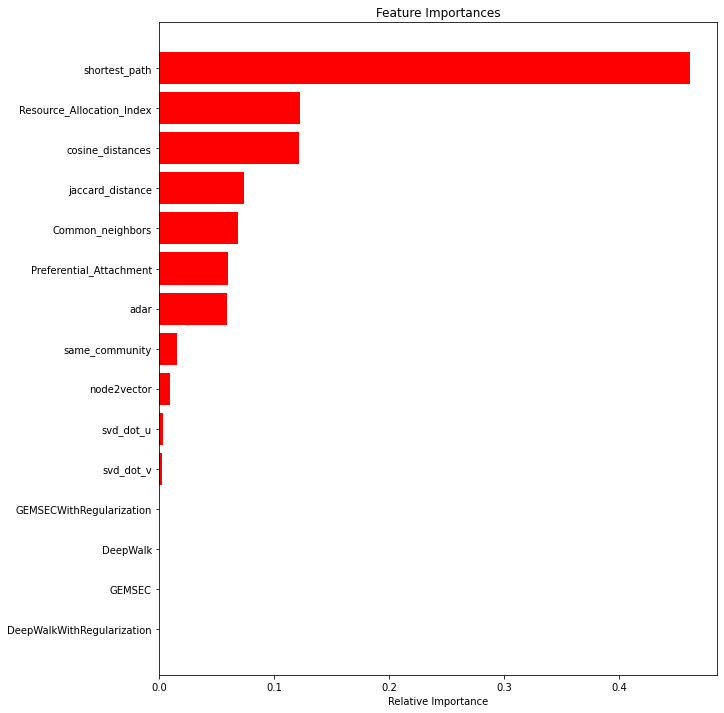 Feature Importances
shortest_path
Resource_Allocation_Index
cosine_distances
jaccard_distance
Common_neighbors
Preferential_Attachment
adar
same_community
node2vector
svd_dot_u
svd_dot_v
GEMSECWithRegularization
DeepWalk
GEMSEC
DeepWalkWithRegularization
0.0 0.1 0.2 0.3 0.4
Relative Importance